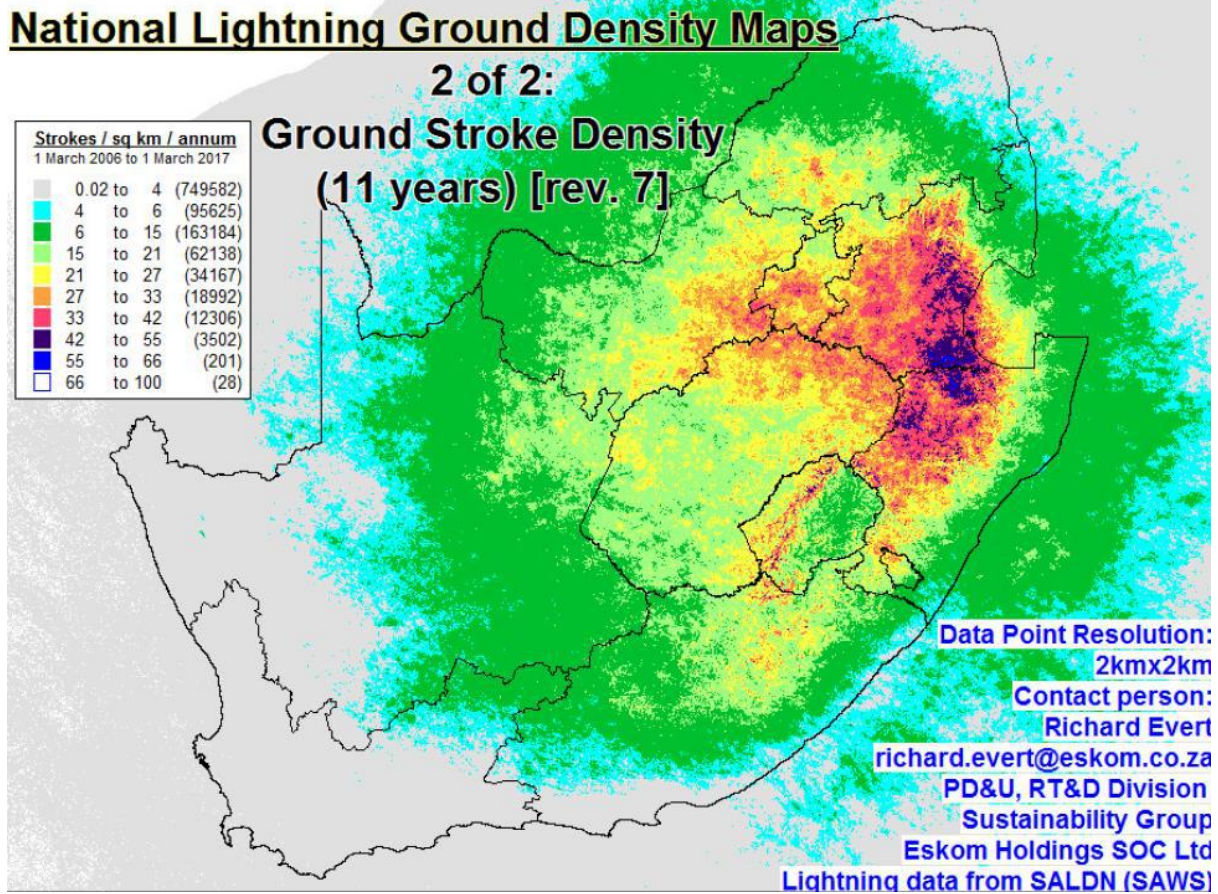 National Lightning Ground Density Maps
2 of 2:
Ground Stroke Density
(11 years) [rev. 7]
Strokes / sq km / annum
1 March 2006 to 1 March 2017
0.02 to 4 (749582)
4 to 6 (95625)
6 to 15 (163184)
15 to 21 (62138)
21 to 27 (34167)
27 to 33 (18992)
33 to 42 (12306)
42 to 55 (3502)
55 to 66 (201)
66 to 100 (28)
Data Point Resolution:
2kmx2km
Contact person:
Richard Evert
richard.evert@eskom.co.za
PD&U, RT&D Division
Sustainability Group
Eskom Holdings SOC Ltd
Lightning data from SALDN (SAWS)